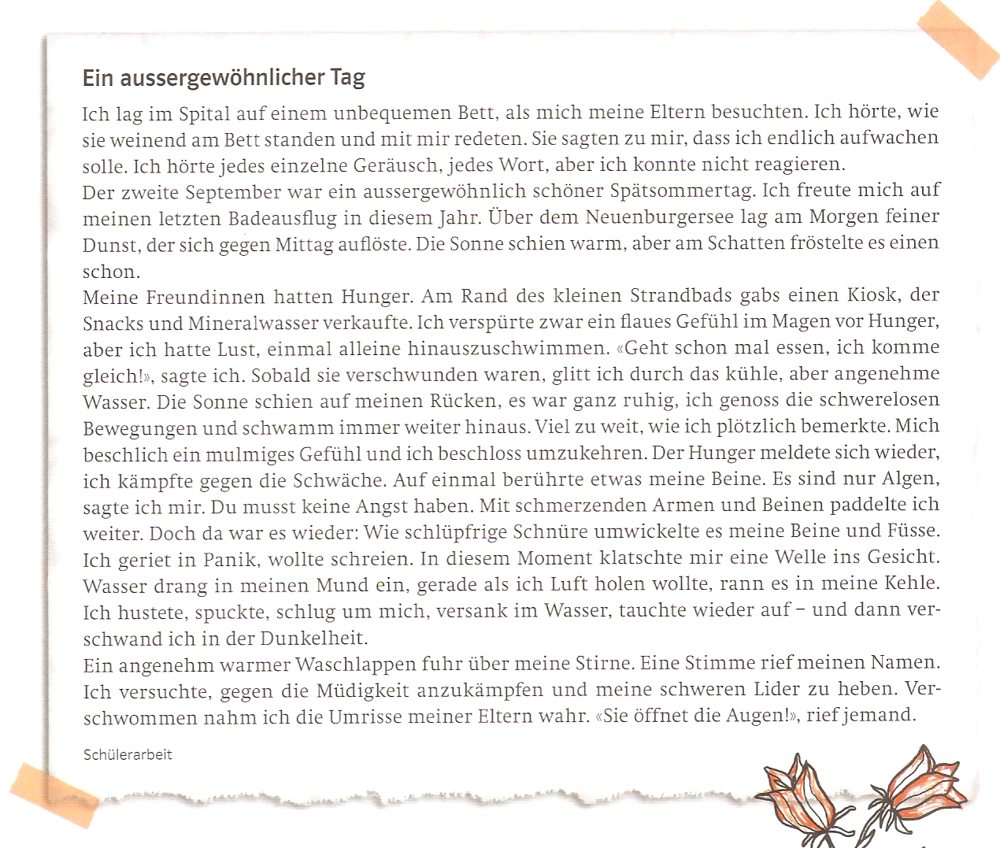 Ein aussergewöhnlicher Tag
Ich lag im Spital auf einem unbequemen Bett, als mich meine Eltern besuchten. Ich hörte, wie
sie weinend am Bett standen und mit mir redeten. Sie sagten zu mir, dass ich endlich aufwachen
solle. Ich hörte jedes einzelne Geräusch, jedes Wort, aber ich konnte nicht reagieren.
Der zweite September war ein aussergewöhnlich schöner Spätsommertag. Ich freute mich auf
meinen letzten Badeausflug in diesem Jahr. Über dem Neuenburgersee lag am Morgen feiner
Dunst, der sich gegen Mittag auflöste. Die Sonne schien warm, aber am Schatten fröstelte es einen
schon.
Meine Freundinnen hatten Hunger. Am Rand des kleinen Strandbads gabs einen Kiosk, der
Snacks und Mineralwasser verkaufte. Ich verspürte zwar ein flaues Gefühl im Magen vor Hunger,
aber ich hatte Lust, einmal alleine hinauszuschwimmen. «Geht schon mal essen, ich komme
gleich!», sagte ich. Sobald sie verschwunden waren, glitt ich durch das kühle, aber angenehme
Wasser. Die Sonne schien auf meinen Rücken, es war ganz ruhig, ich genoss die schwerelosen
Bewegungen und schwamm immer weiter hinaus. Viel zu weit, wie ich plötzlich bemerkte. Mich
beschlich ein mulmiges Gefühl und ich beschloss umzukehren. Der Hunger meldete sich wieder,
ich kämpfte gegen die Schwäche. Auf einmal berührte etwas meine Beine. Es sind nur Algen,
sagte ich mir. Du musst keine Angst haben. Mit schmerzenden Armen und Beinen paddelte ich
weiter. Doch da war es wieder: Wie schlüpfrige Schnüre umwickelte es meine Beine und Füsse.
Ich geriet in Panik, wollte schreien. In diesem Moment klatschte mir eine Welle ins Gesicht.
Wasser drang in meinen Mund ein, gerade als ich Luft holen wollte, rann es in meine Kehle.
Ich hustete, spuckte, schlug um mich, versank im Wasser, tauchte wieder auf – und dann ver-
schwand ich in der Dunkelheit.
Ein angenehm warmer Waschlappen fuhr über meine Stirne. Eine Stimme rief meinen Namen.
Ich versuchte, gegen die Müdigkeit anzukämpfen und meine schweren Lider zu heben. Ver-
schwommen nahm ich die Umrisse meiner Eltern wahr. «Sie öffnet die Augen!», rief jemand.
Schülerarbeit